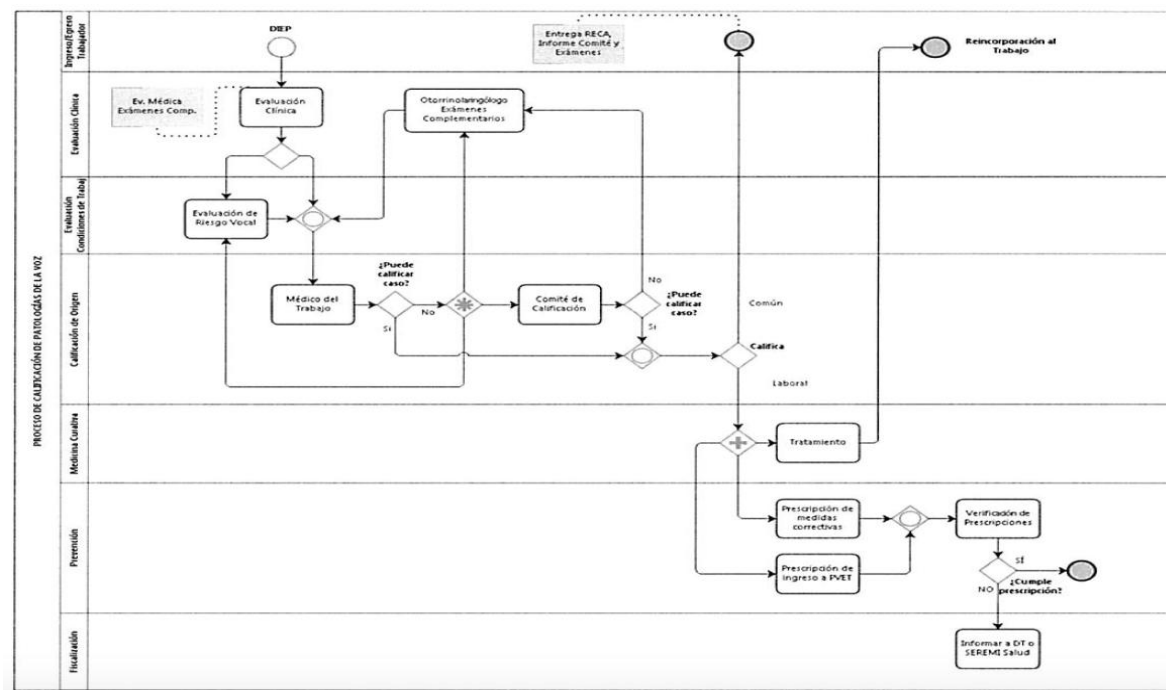 PROCESO DE CALIFICACIÓN DE PATOLOGÍAS DE LA VOZ
Ingreso/Egreso
Trabajador
DIEP
Entrega RECA,
Informe Comité y
Exámenes
Reincorporación al
Trabajo
Evaluación Clínica
Ev. Médica
Exámenes Comp.
Evaluación
Clínica
Otorrinolaringólogo
Exámenes
Complementarios
Evaluación
Condiciones de Trabaj
Evaluación de
Riesgo Vocal
Calificación de Origen
Médico del
Trabajo
¿Puede
calificar
caso?
No
Si
Comité de
Calificación
No
¿Puede
calificar
caso?
Si
Común
Califica
Laboral
Medicina Curativa
Tratamiento
Prevención
Prescripción de
medidas
correctivas
Prescripción de
ingreso a PVET
Verificación de
Prescripciones
SÍ
NO
¿Cumple
prescripción?
Fiscalización
Informar a DT o
SEREMI Salud